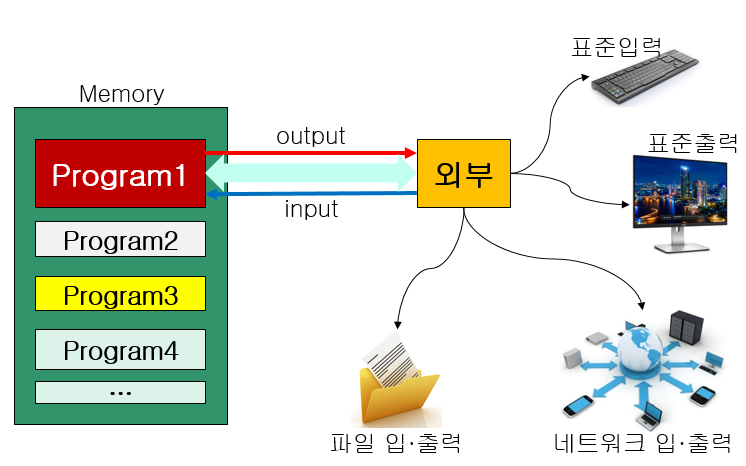 표준입력
Memory
output
표준출력
Program1
외부
input
Program2
Program3
Program4
...
파일 입·출력
네트워크 입·출력